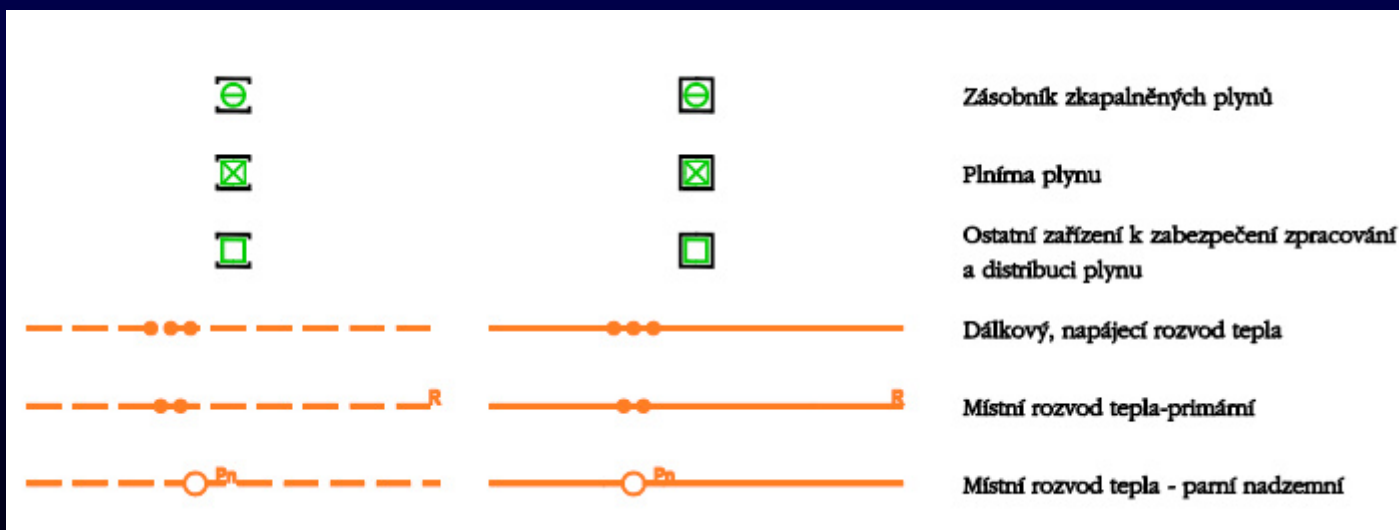 Zásobník zkapalněných plynů
Plnírna plynu
Ostatní zařízení k zabezpečení zpracování
a distribuci plynu
Dálkový, napájecí rozvod tepla
R R Místní rozvod tepla-primární
Pn Pn Místní rozvod tepla - parní nadzemní